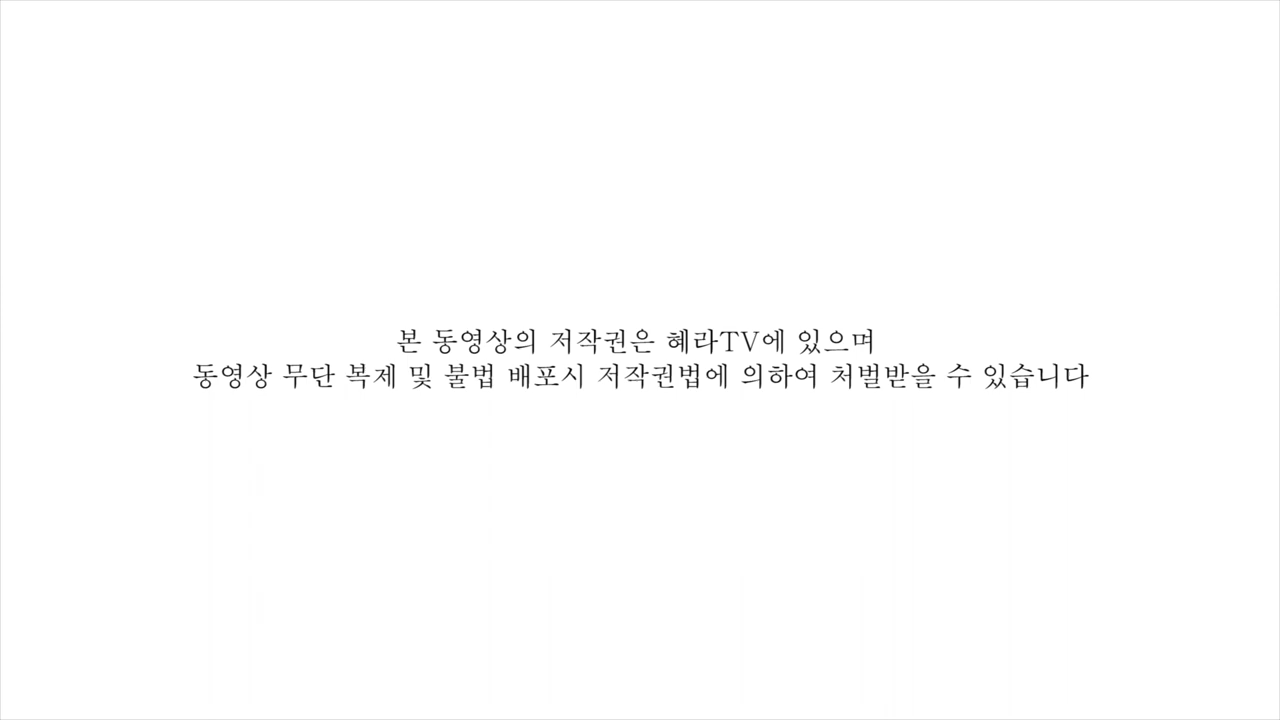 본 동영상의 저작권은 혜라TV에 있으며
동영상 무단 복제 및 불법 배포시 저작권법에 의하여 처벌받을 수 있습니다